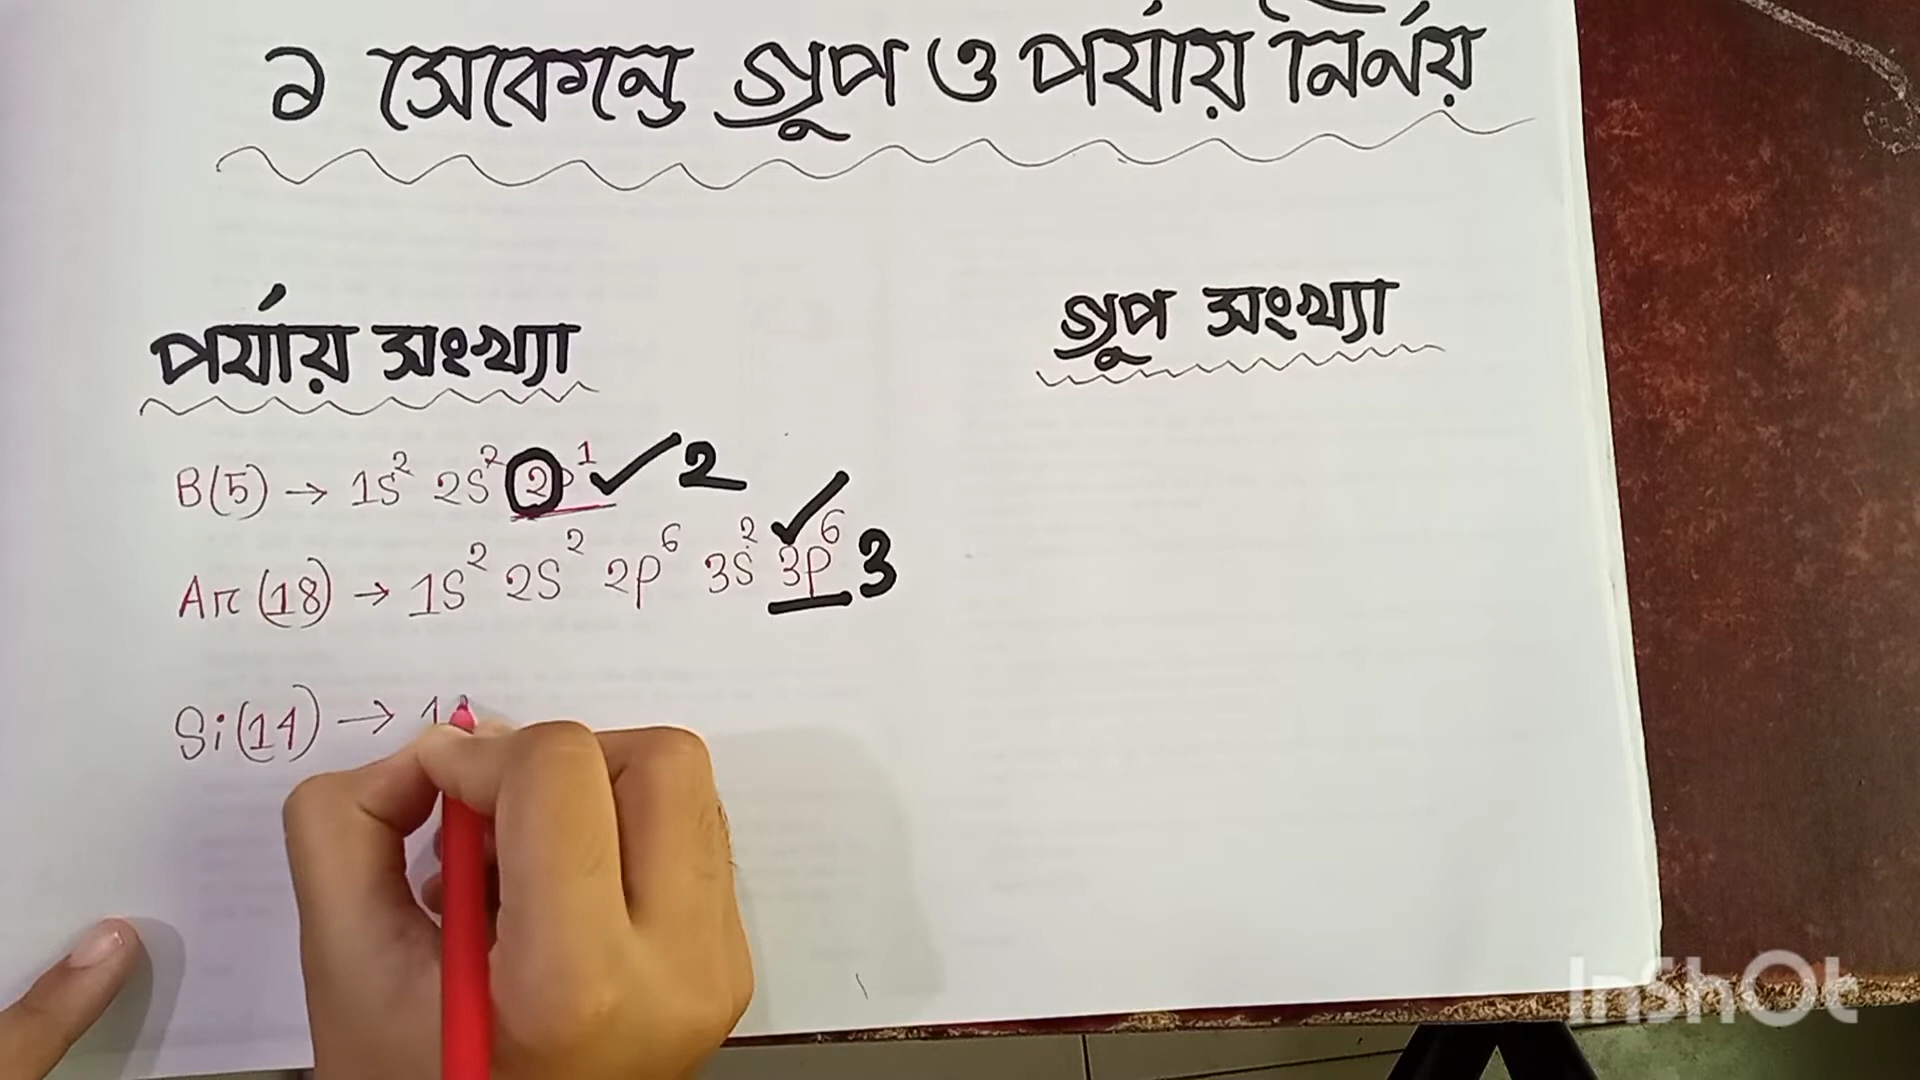 ১ সেকেন্ডে গ্রুপ ও পর্যায় নির্নয়
পর্যায় সংখ্যা
B(5) → 1s² 2s² 2p¹ ✓ 2
Ar(18) → 1s² 2s² 2p⁶ 3s² 3p⁶ ✓ 3
Si(14) → 1
গ্রুপ সংখ্যা
InShOt